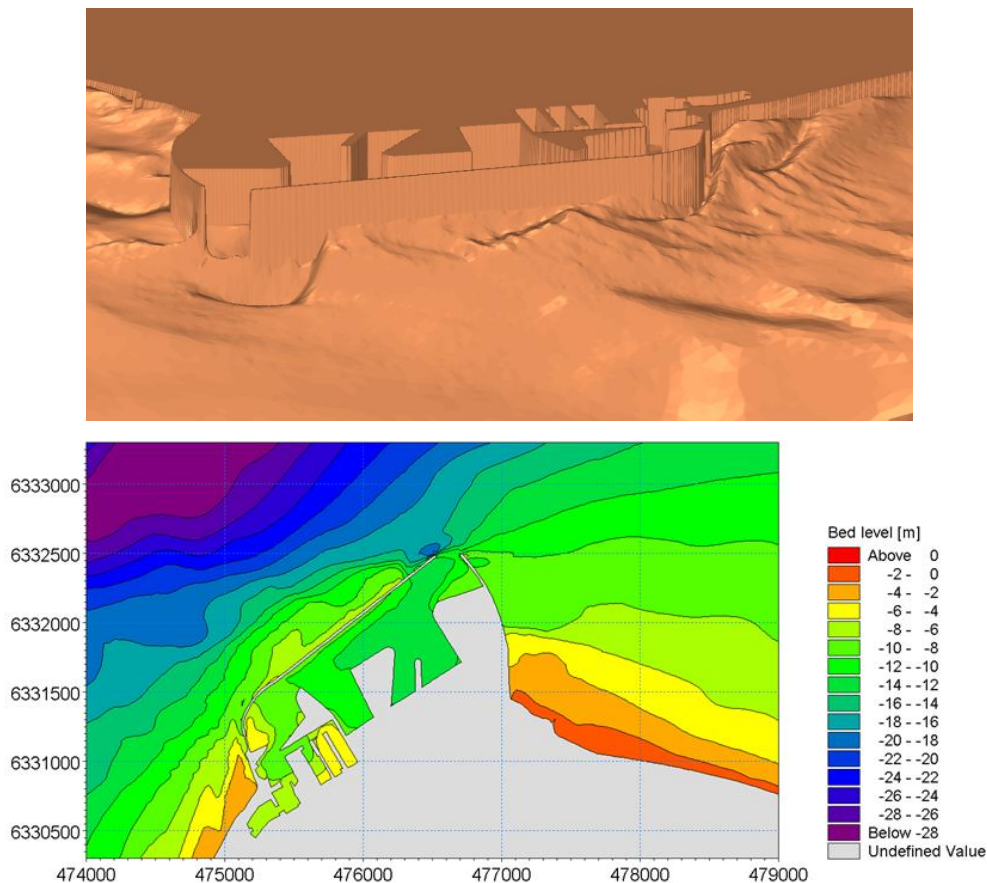 6333000
6332500
6332000
6331500
6331000
6330500
474000 475000 476000 477000 478000 479000
Bed level [m]
Above 0
-2 - 0
-4 - -2
-6 - -4
-8 - -6
-10 - -8
-12 - -10
-14 - -12
-16 - -14
-18 - -16
-20 - -18
-22 - -20
-24 - -22
-26 - -24
-28 - -26
Below -28
Undefined Value